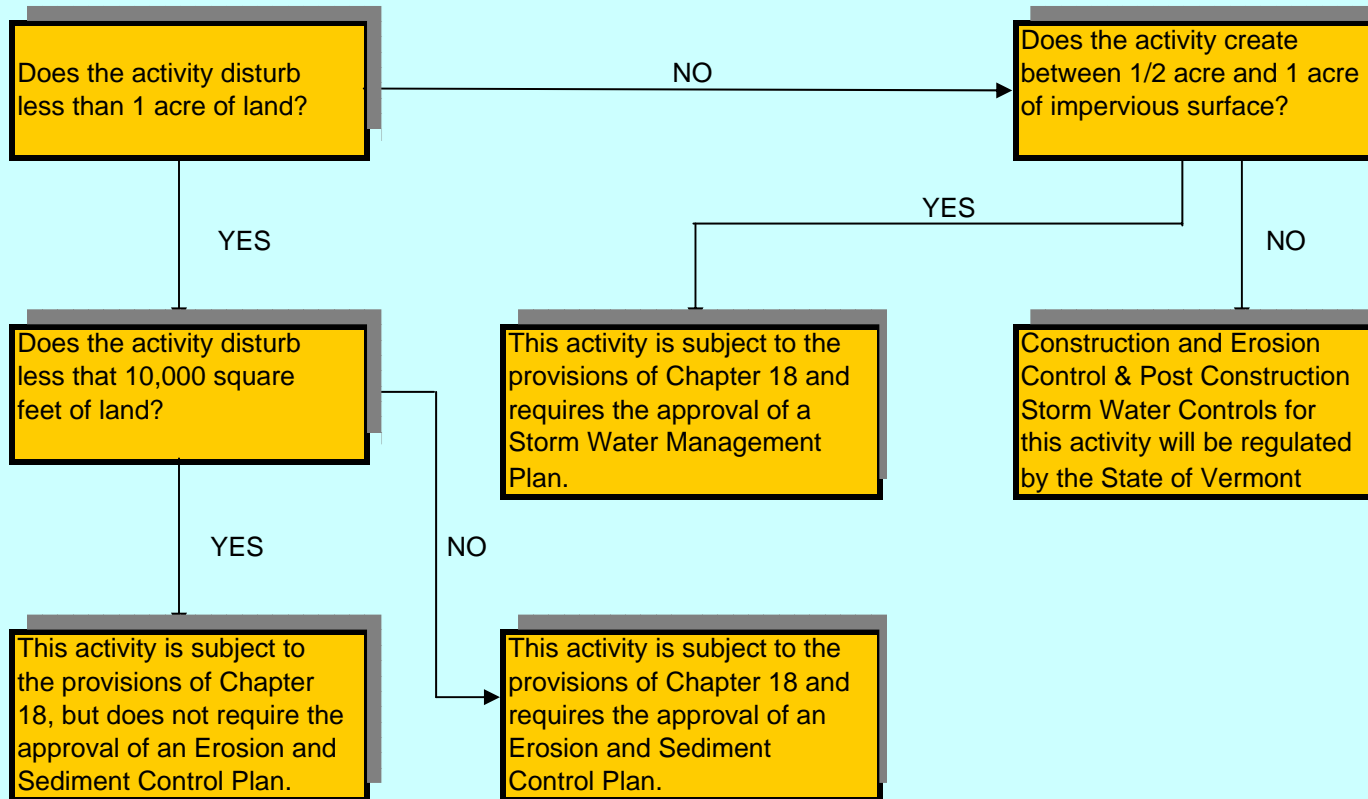 Does the activity disturb
less than 1 acre of land?
NO
Does the activity create
between 1/2 acre and 1 acre
of impervious surface?
YES
YES
NO
Does the activity disturb
less that 10,000 square
feet of land?
This activity is subject to the
provisions of Chapter 18 and
requires the approval of a
Storm Water Management
Plan.
Construction and Erosion
Control & Post Construction
Storm Water Controls for
this activity will be regulated
by the State of Vermont
YES
NO
This activity is subject to
the provisions of Chapter
18, but does not require the
approval of an Erosion and
Sediment Control Plan.
This activity is subject to the
provisions of Chapter 18 and
requires the approval of an
Erosion and Sediment
Control Plan.